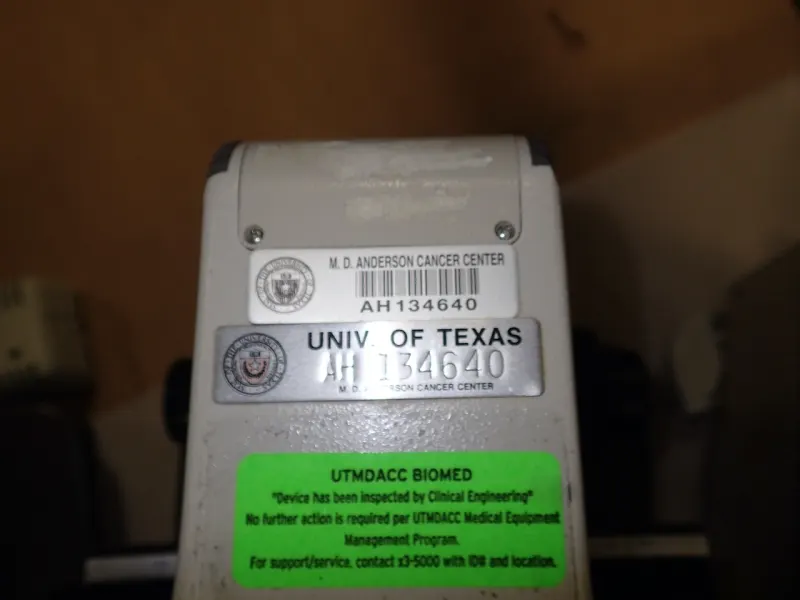 M. D. ANDERSON CANCER CENTER
AH134640
UNIV. OF TEXAS
AH 134640
M. D. ANDERSON CANCER CENTER
UTMDACC BIOMED
"Device has been inspected by Clinical Engineering"
No further action is required per UTMDACC Medical Equipment
Management Program.
For support/service, contact x3-5000 with ID# and location.